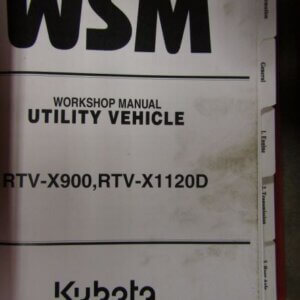 WSM
WORKSHOP MANUAL
UTILITY VEHICLE
RTV-X900,RTV-X1120D
Kubota
General
1. Engine
2. Transmission